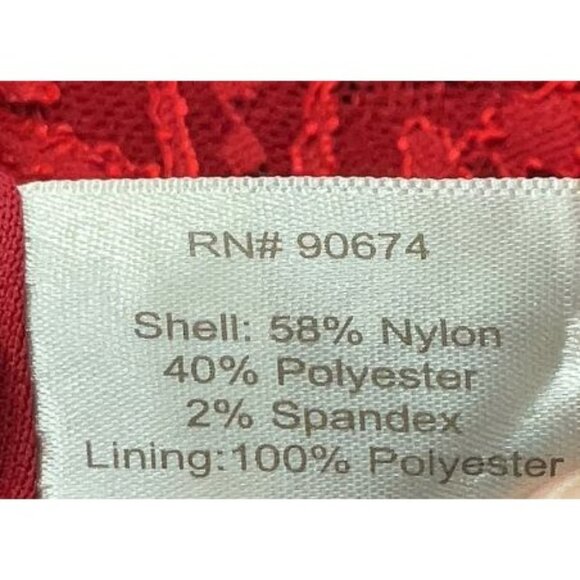 RN# 90674
Shell: 58% Nylon
40% Polyester
2% Spandex
Lining:100% Polyester